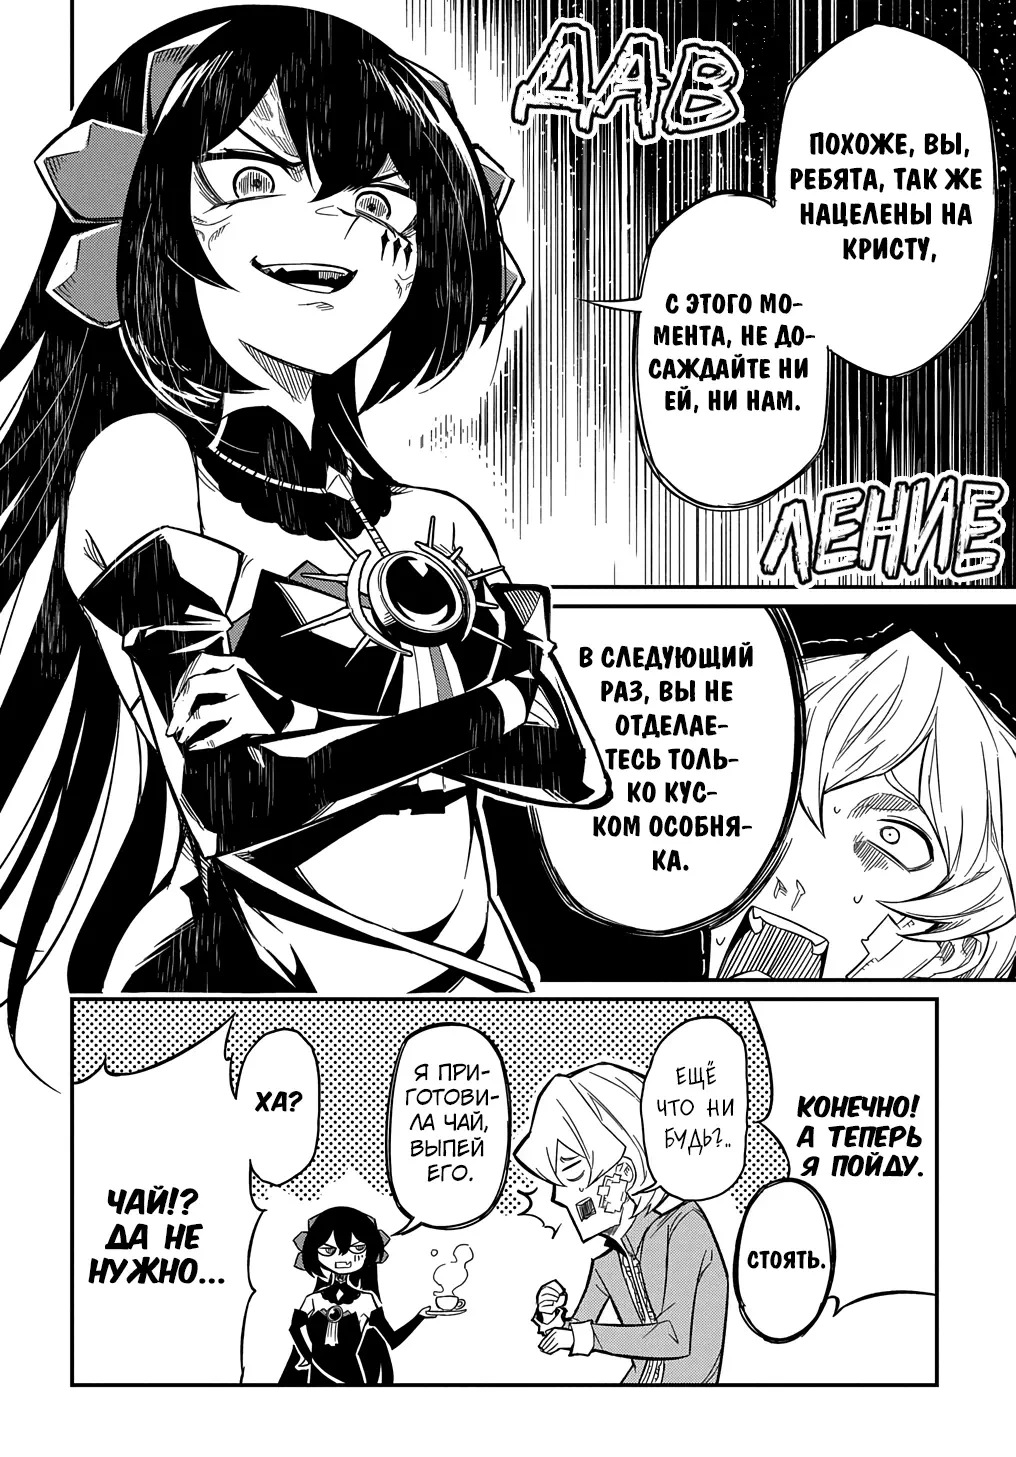 ДАВ
ПОХОЖЕ, ВЫ,
РЕБЯТА, ТАК ЖЕ
НАЦЕЛЕНЫ НА
КРИСТУ,
С ЭТОГО МО-
МЕНТА, НЕ ДО-
САЖДАЙТЕ НИ
ЕЙ, НИ НАМ.
ЛЕНИЕ
В СЛЕДУЮЩИЙ
РАЗ, ВЫ НЕ
ОТДЕЛАЕ-
ТЕСЬ ТОЛЬ-
КО КУС-
КОМ ОСОБНЯ-
КА.
КОНЕЧНО!
А ТЕПЕРЬ
Я ПОЙДУ.
СТОЯТЬ.
ЕЩЁ
ЧТО НИ
БУДЬ?..
Я ПРИ-
ГОТОВИ-
ЛА ЧАЙ,
ВЫПЕЙ
ЕГО.
ХА?
ЧАЙ!?
ДА НЕ
НУЖНО...